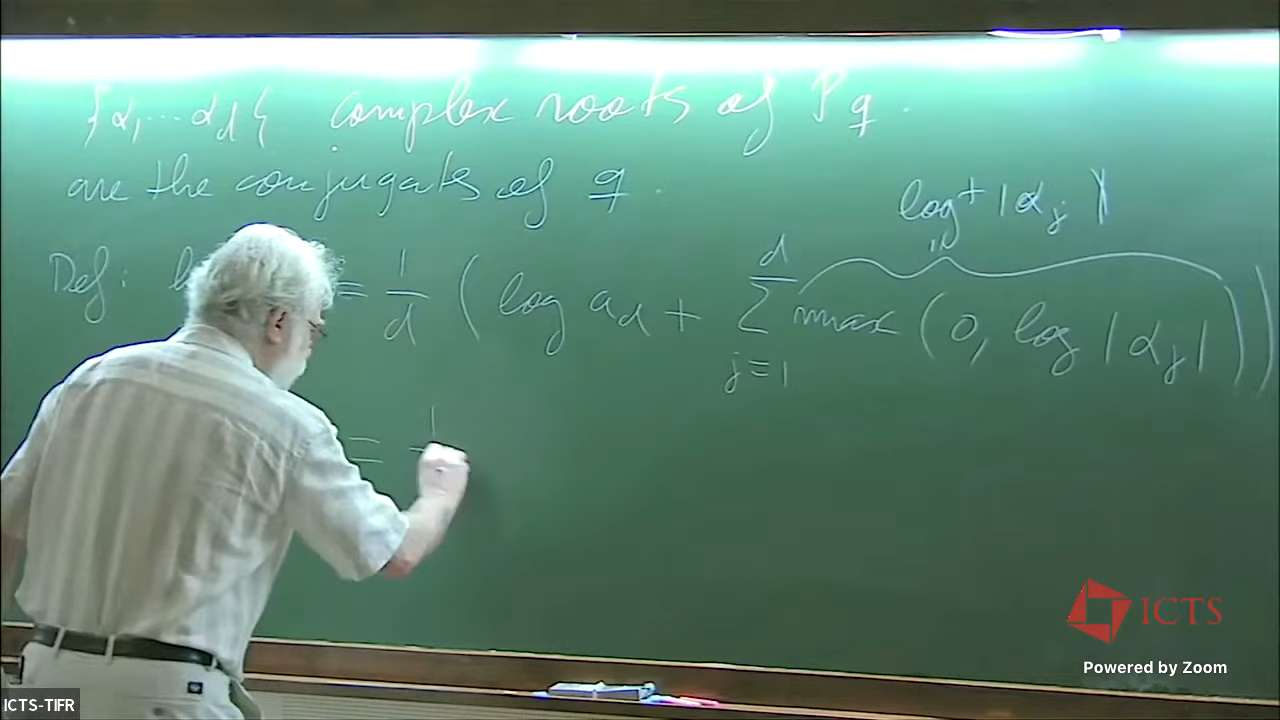 }α₁ ... α_d{ complex roots of P_q.
are the conjugates of q.
log⁺ |α_j|
Def: = 1/d ( log a_d + Σ_{j=1}^{d} max (0, log |α_j| ) )
= 1
ICTS
Powered by Zoom
ICTS-TIFR